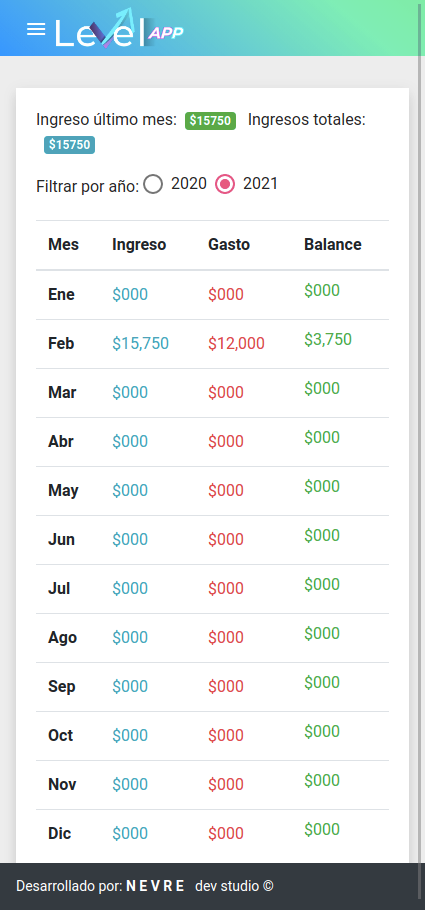 Level APP
Ingreso último mes: $15750 Ingresos totales:
$15750
Filtrar por año: 2020 2021
Mes Ingreso Gasto Balance
Ene $000 $000 $000
Feb $15,750 $12,000 $3,750
Mar $000 $000 $000
Abr $000 $000 $000
May $000 $000 $000
Jun $000 $000 $000
Jul $000 $000 $000
Ago $000 $000 $000
Sep $000 $000 $000
Oct $000 $000 $000
Nov $000 $000 $000
Dic $000 $000 $000
Desarrollado por: NEVRE dev studio ©